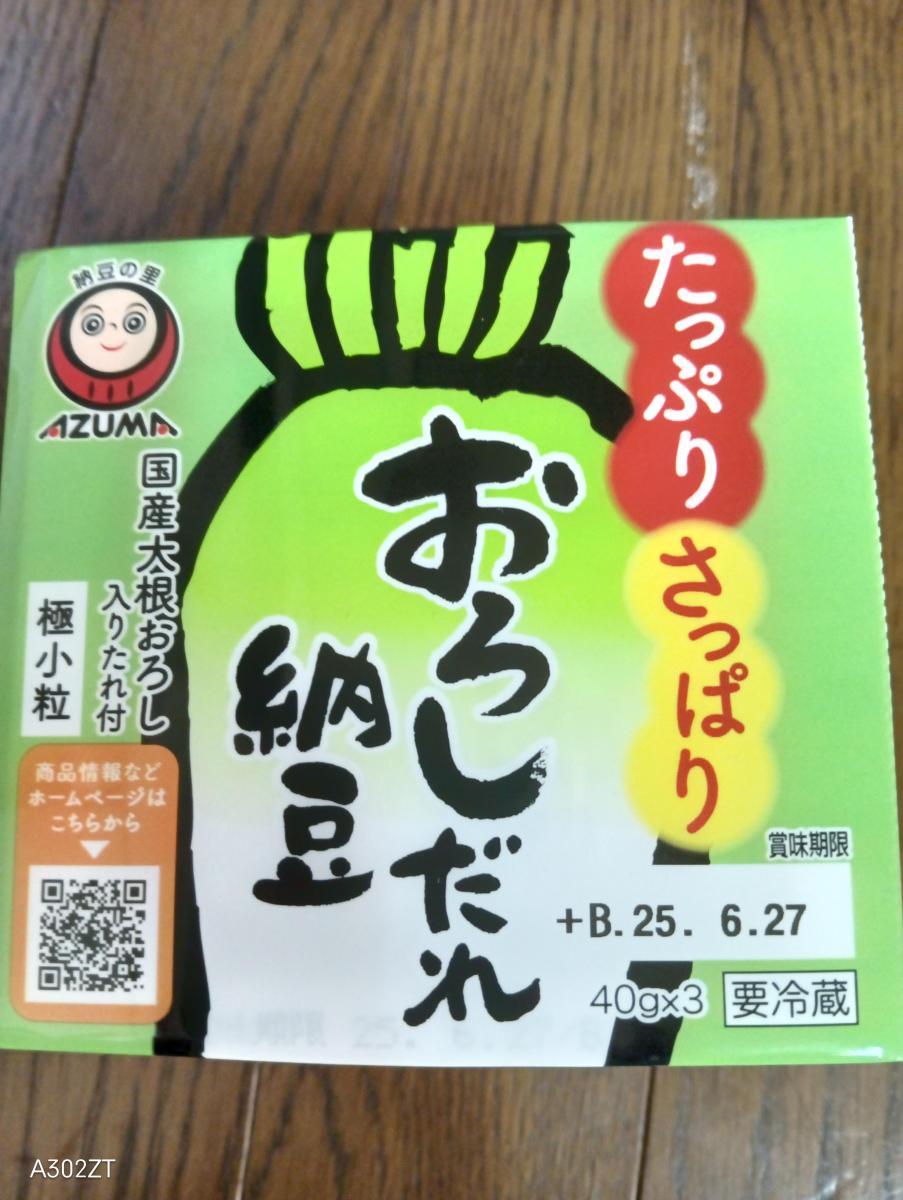 納豆の里
AZUMA
たっぷり
さっぱり
おろしだれ
納豆
国産大根おろし
入りたれ付
極小粒
商品情報など
ホームページは
こちらから
賞味期限
+B.25. 6.27
40g×3
要冷蔵
A302ZT